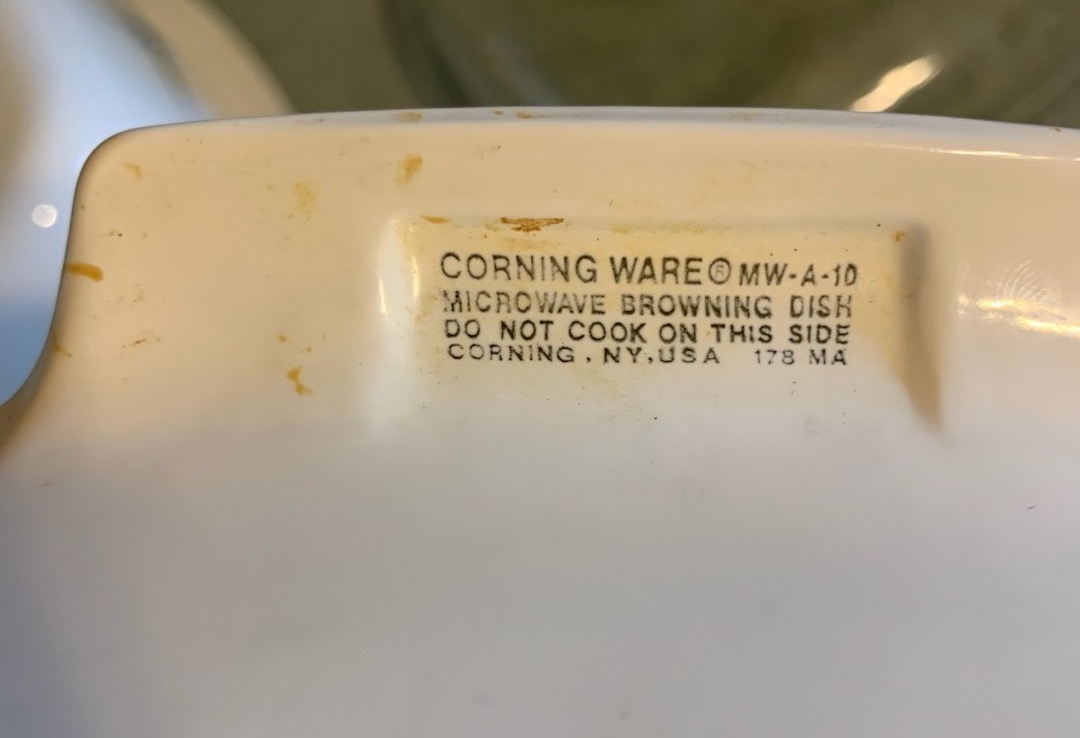 CORNING WARE® MW-A-10
MICROWAVE BROWNING DISH
DO NOT COOK ON THIS SIDE
CORNING, NY, USA 178 MA